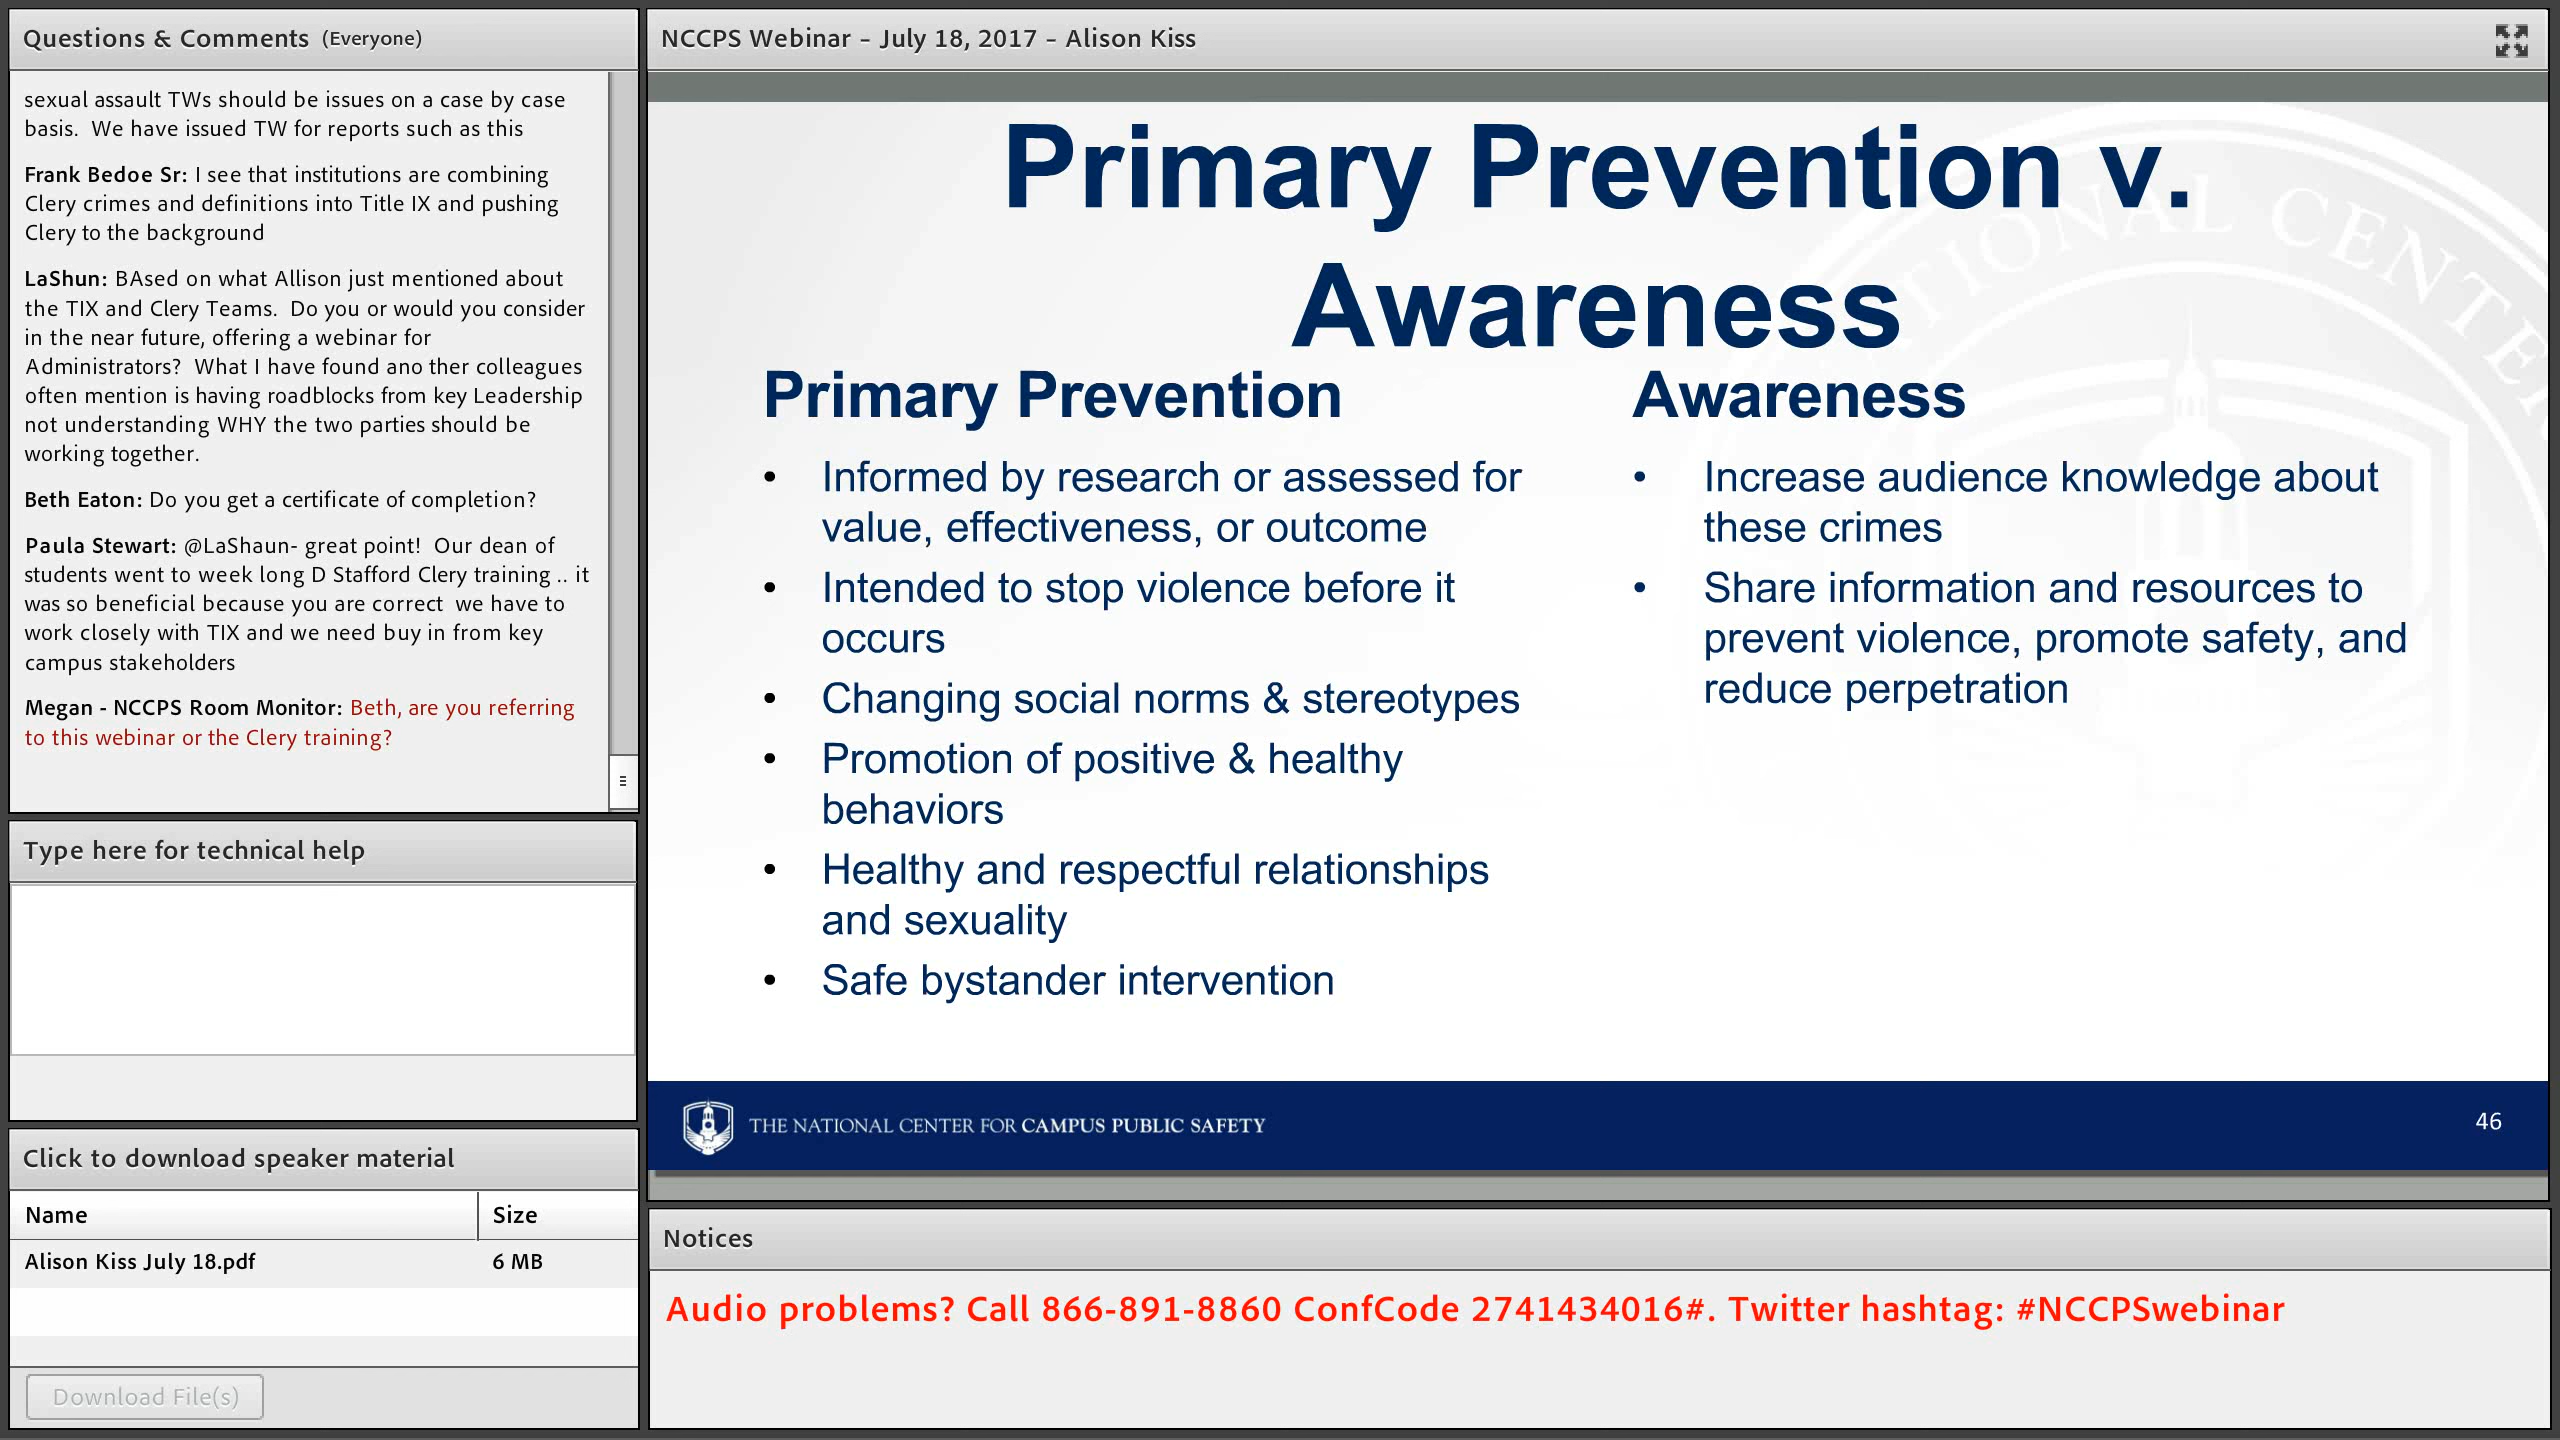 Questions & Comments (Everyone)
sexual assault TWs should be issues on a case by case
basis.  We have issued TW for reports such as this
Frank Bedoe Sr: I see that institutions are combining
Clery crimes and definitions into Title IX and pushing
Clery to the background
LaShun: BAsed on what Allison just mentioned about
the TIX and Clery Teams.  Do you or would you consider
in the near future, offering a webinar for
Administrators?  What I have found ano ther colleagues
often mention is having roadblocks from key Leadership
not understanding WHY the two parties should be
working together.
Beth Eaton: Do you get a certificate of completion?
Paula Stewart: @LaShaun- great point!  Our dean of
students went to week long D Stafford Clery training .. it
was so beneficial because you are correct  we have to
work closely with TIX and we need buy in from key
campus stakeholders
Megan - NCCPS Room Monitor: Beth, are you referring
to this webinar or the Clery training?
Type here for technical help
Click to download speaker material
Name Size
Alison Kiss July 18.pdf 6 MB
Download File(s)
NCCPS Webinar – July 18, 2017 – Alison Kiss
NATIONAL CENTER
Primary Prevention v.
Awareness
Primary Prevention
• Informed by research or assessed for
value, effectiveness, or outcome
• Intended to stop violence before it
occurs
• Changing social norms & stereotypes
• Promotion of positive & healthy
behaviors
• Healthy and respectful relationships
and sexuality
• Safe bystander intervention
Awareness
• Increase audience knowledge about
these crimes
• Share information and resources to
prevent violence, promote safety, and
reduce perpetration
THE NATIONAL CENTER FOR CAMPUS PUBLIC SAFETY
46
Notices
Audio problems? Call 866-891-8860 ConfCode 2741434016#. Twitter hashtag: #NCCPSwebinar